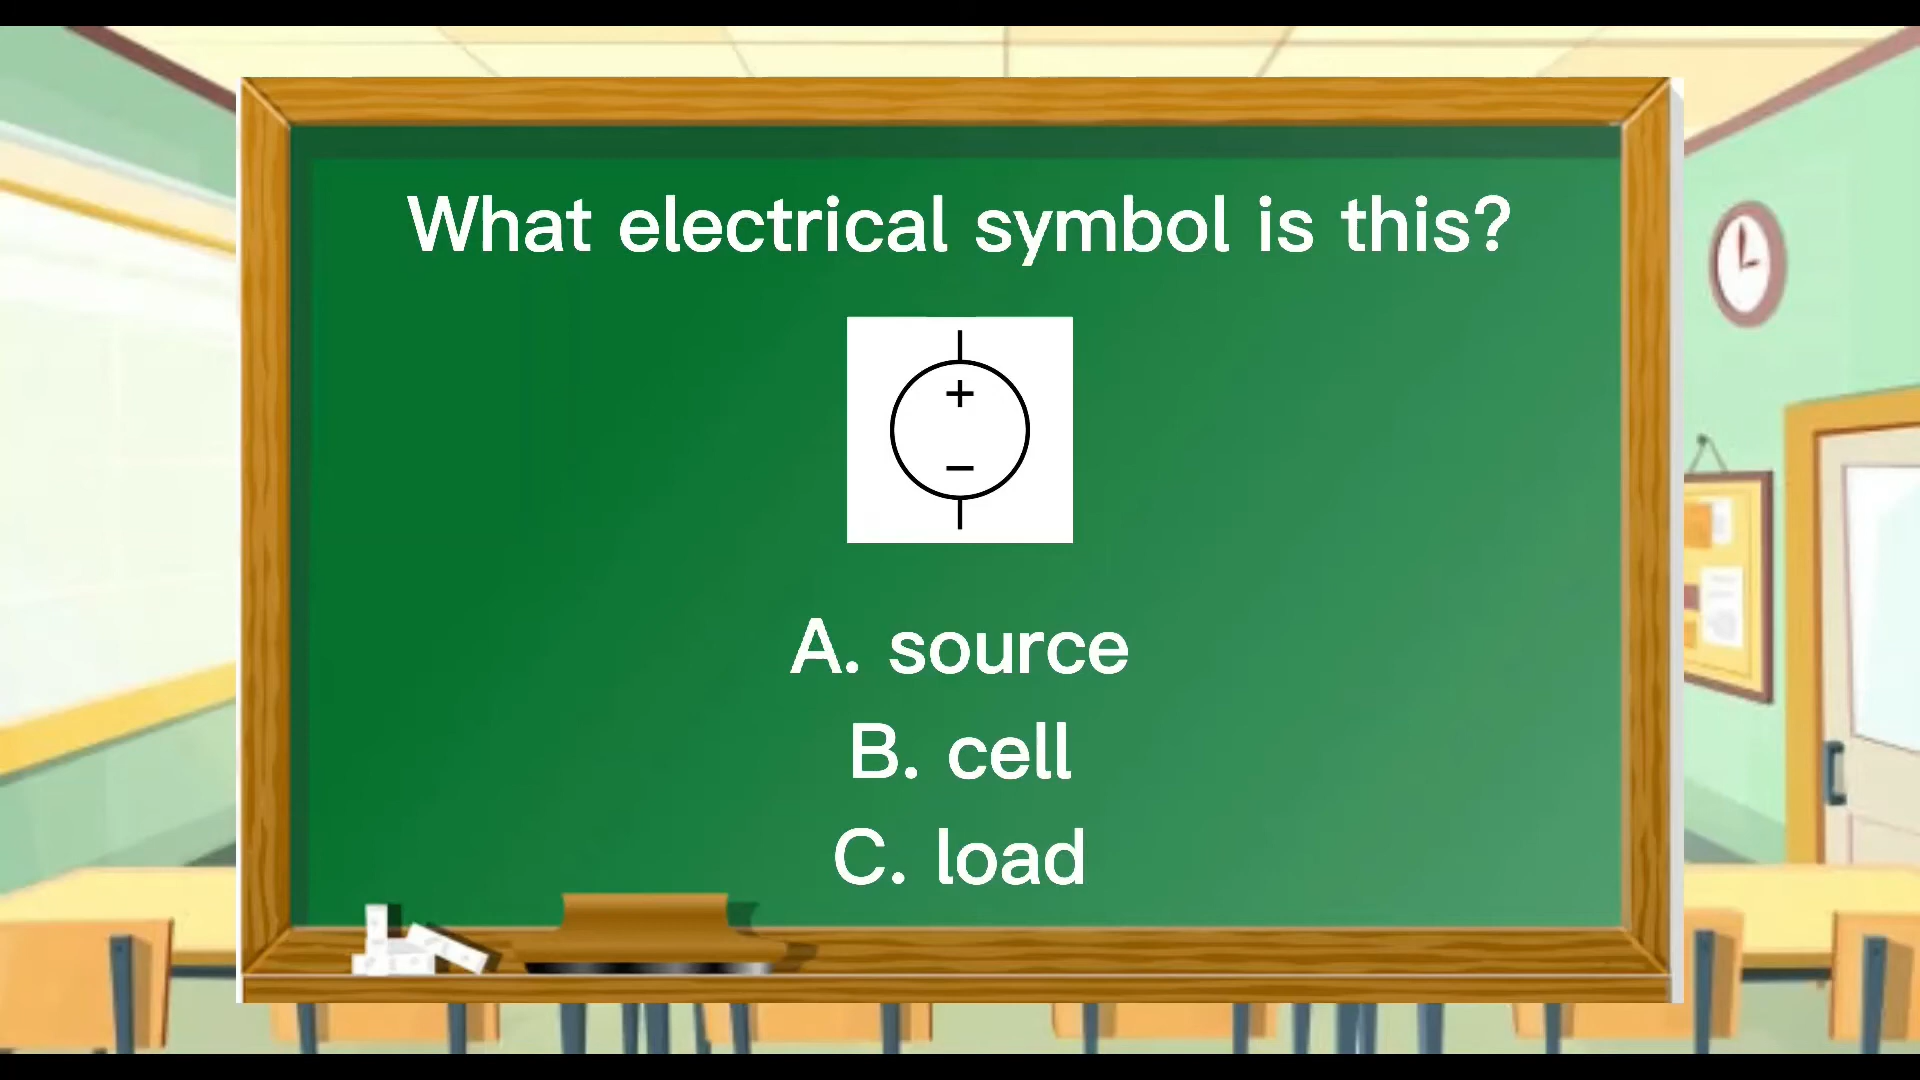 What electrical symbol is this?
+
−
A. source
B. cell
C. load